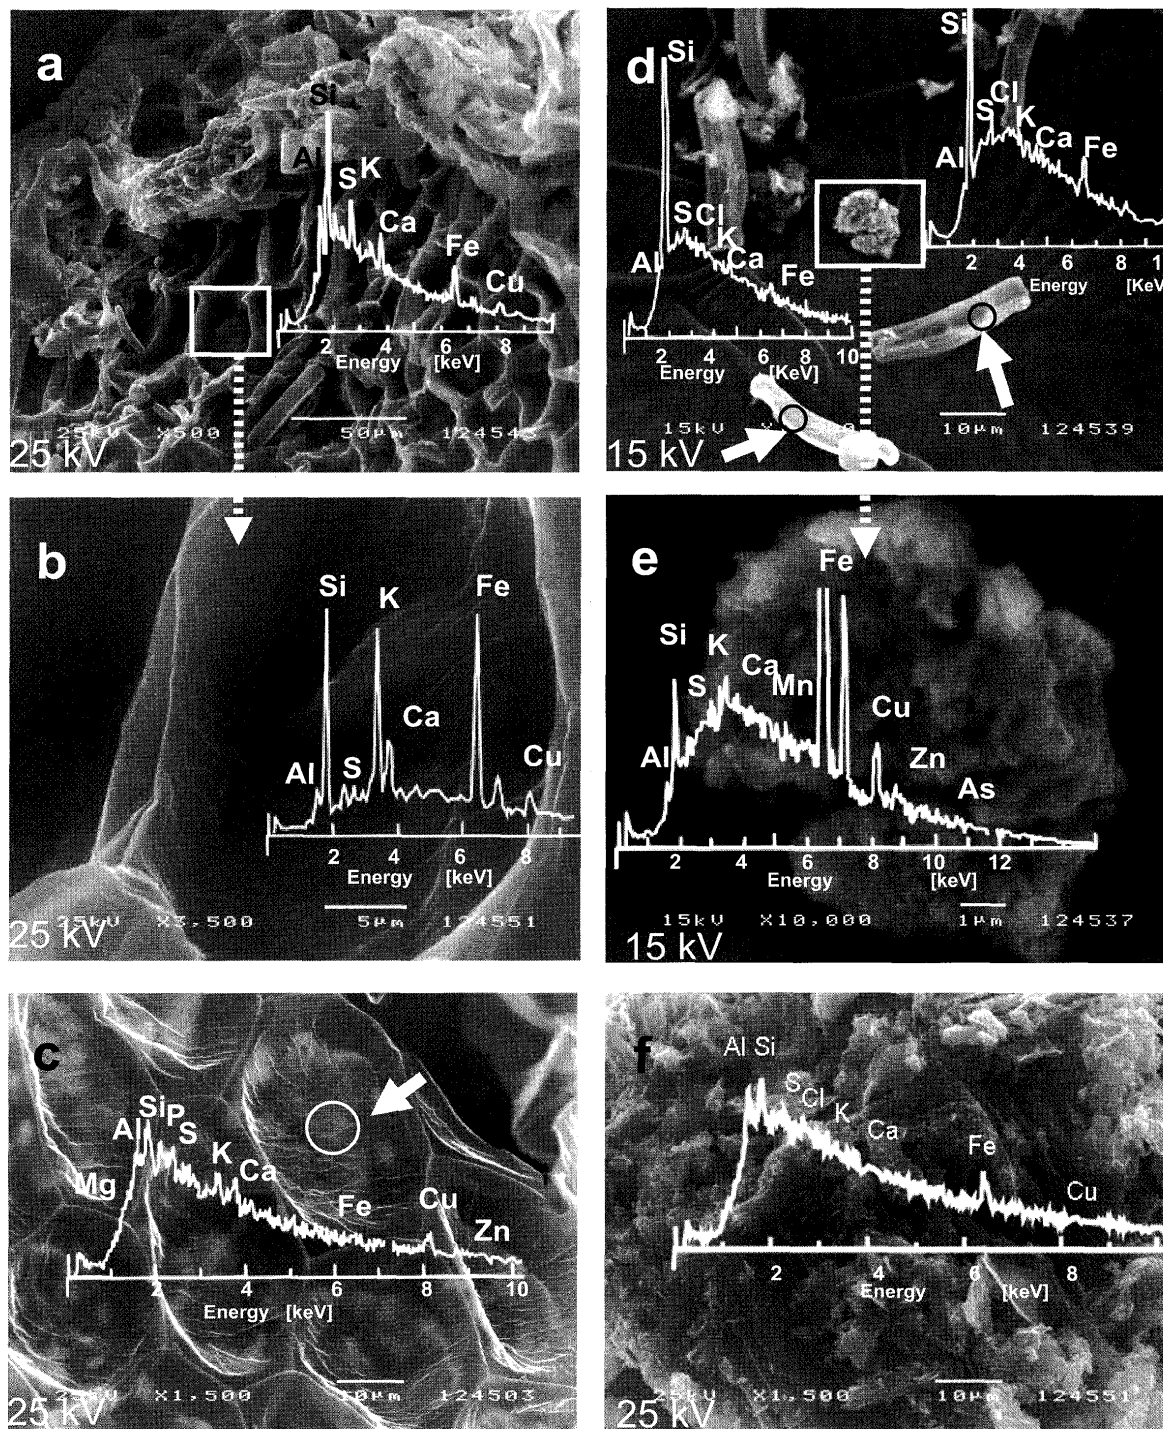 a
Si
Al
S K
Ca
Fe
Cu
2 4 6 8
Energy [keV]
25kV X500 50µm
25 kV
b
Si
K
Fe
Ca
Al S
Cu
2 4 6 8
Energy [keV]
X3,500 5µm 124551
25 kV
c
Si P
Al S
K
Ca
Mg
Fe
Cu
Zn
2 4 6 8 10
Energy [keV]
25kV X1,500 10µm 124503
25 kV
d
Si
S Cl
K
Ca
Al
Fe
2 4 6 8 10
Energy [KeV]
Si
Cl
S K
Ca
Al
Fe
2 4 6 8
Energy [KeV]
15kV 10µm 124539
15 kV
e
Fe
Si
K
Ca
S Mn
Cu
Al
Zn
As
2 4 6 8 10 12
Energy [keV]
15kV X10,000 1µm 124537
15 kV
f
Al Si
S
Cl
K
Ca
Fe
Cu
2 4 6 8
Energy [keV]
25kV X1,500 10µm 124551
25 kV